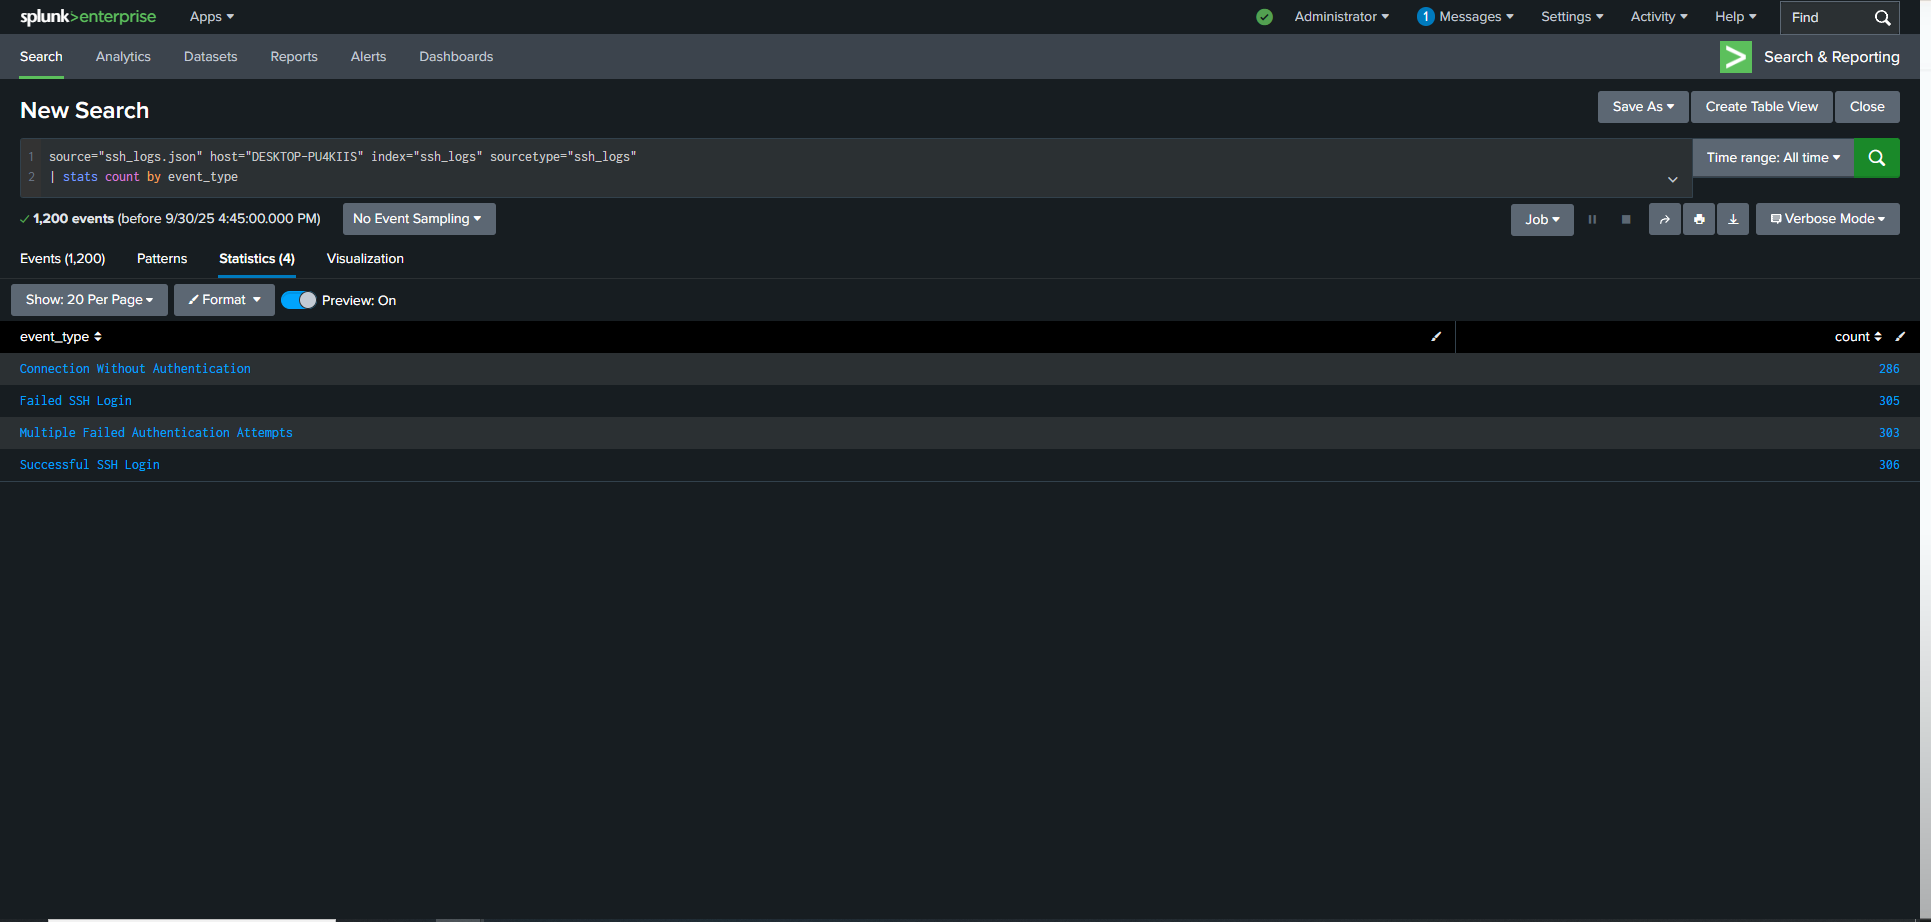 splunk>enterprise Apps Administrator 1 Messages Settings Activity Help Find
Search Analytics Datasets Reports Alerts Dashboards > Search & Reporting
New Search Save As Create Table View Close
1 source="ssh_logs.json" host="DESKTOP-PU4KIIS" index="ssh_logs" sourcetype="ssh_logs" Time range: All time
2 | stats count by event_type
1,200 events (before 9/30/25 4:45:00.000 PM) No Event Sampling Job Verbose Mode
Events (1,200) Patterns Statistics (4) Visualization
Show: 20 Per Page Format Preview: On
event_type count
Connection Without Authentication 286
Failed SSH Login 305
Multiple Failed Authentication Attempts 303
Successful SSH Login 306